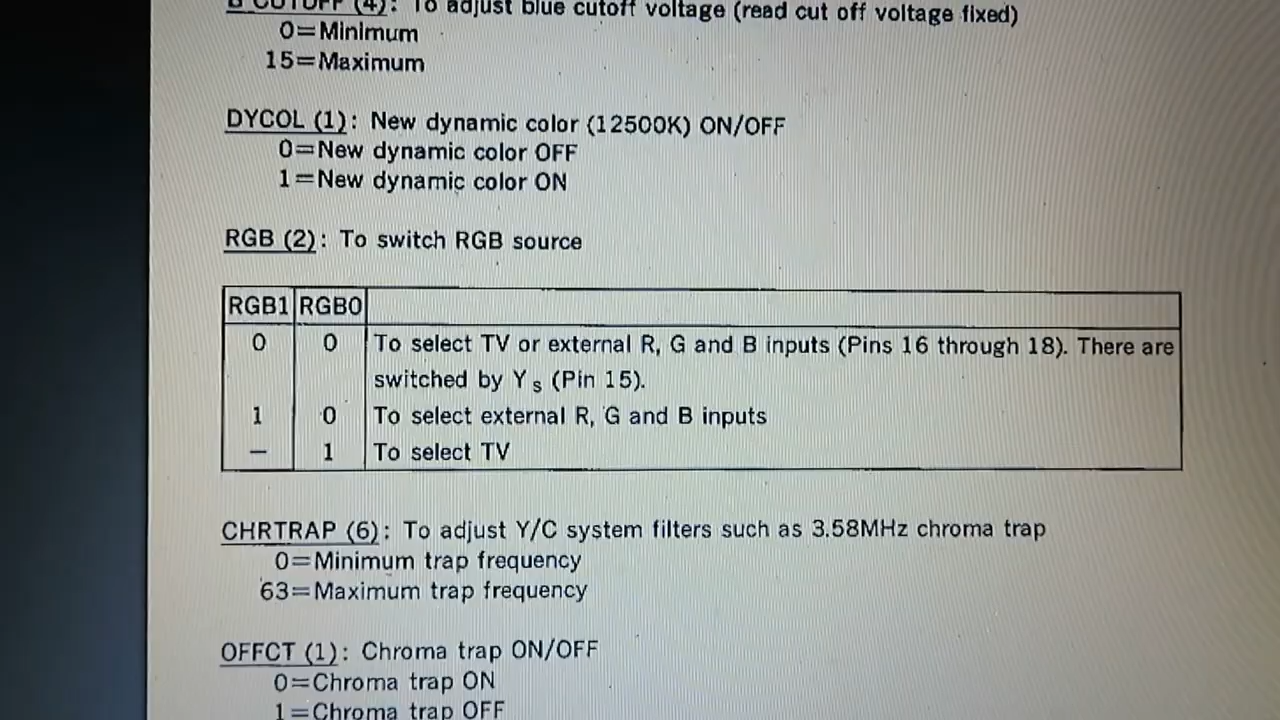 B CUTOFF (4): To adjust blue cutoff voltage (read cut off voltage fixed)
0=Minimum
15=Maximum
DYCOL (1): New dynamic color (12500K) ON/OFF
0=New dynamic color OFF
1=New dynamic color ON
RGB (2): To switch RGB source
RGB1 RGB0
0 0 To select TV or external R, G and B inputs (Pins 16 through 18). There are
switched by Ys (Pin 15).
1 0 To select external R, G and B inputs
— 1 To select TV
CHRTRAP (6): To adjust Y/C system filters such as 3.58MHz chroma trap
0=Minimum trap frequency
63=Maximum trap frequency
OFFCT (1): Chroma trap ON/OFF
0=Chroma trap ON
1=Chroma trap OFF